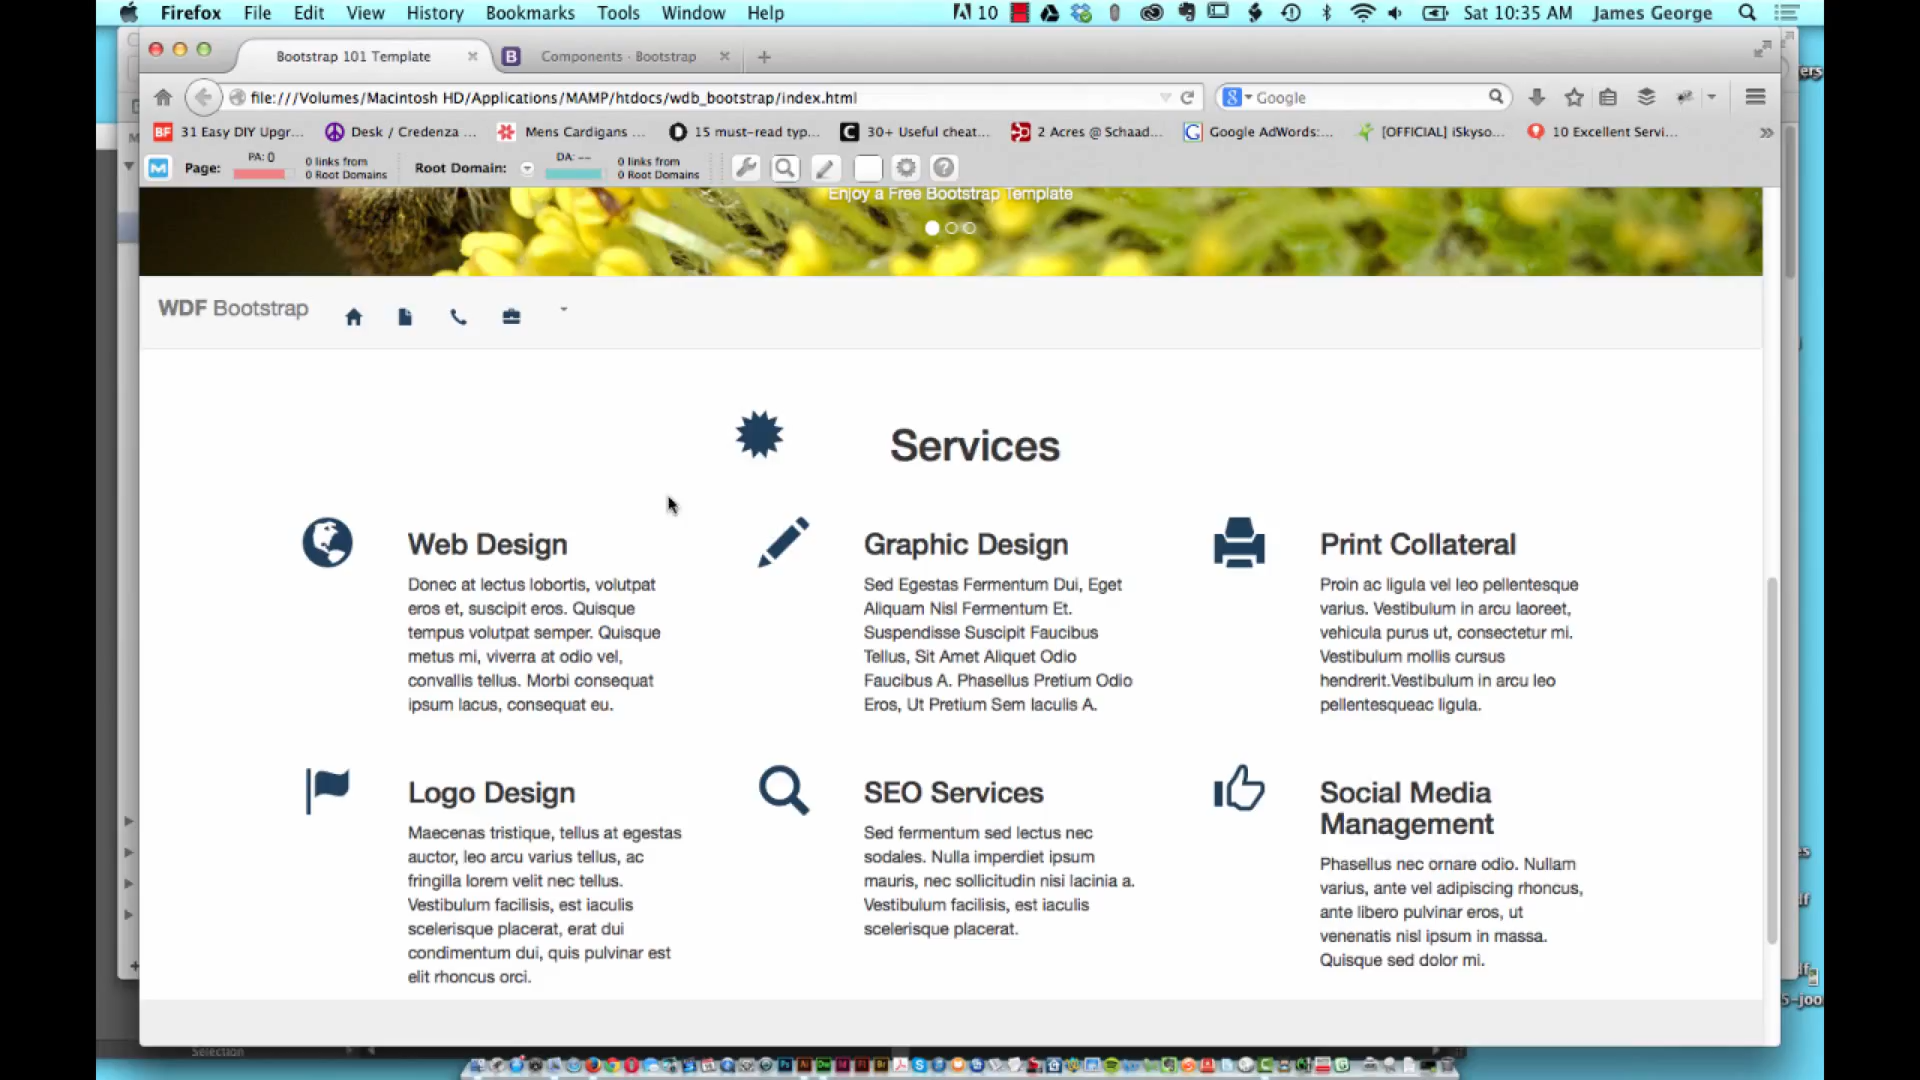 Firefox File Edit View History Bookmarks Tools Window Help 10 Sat 10:35 AM James George
Bootstrap 101 Template Components · Bootstrap
file:///Volumes/Macintosh HD/Applications/MAMP/htdocs/wdb_bootstrap/index.html Google
31 Easy DIY Upgr... Desk / Credenza ... Mens Cardigans ... 15 must-read typ... 30+ Useful cheat... 2 Acres @ Schaad... Google AdWords:... [OFFICIAL] iSkyso... 10 Excellent Servi...
Page: PA: 0 0 links from Root Domain: DA: -- 0 links from
0 Root Domains 0 Root Domains
Enjoy a Free Bootstrap Template
WDF Bootstrap
Services
Web Design
Donec at lectus lobortis, volutpat
eros et, suscipit eros. Quisque
tempus volutpat semper. Quisque
metus mi, viverra at odio vel,
convallis tellus. Morbi consequat
ipsum lacus, consequat eu.
Graphic Design
Sed Egestas Fermentum Dui, Eget
Aliquam Nisl Fermentum Et.
Suspendisse Suscipit Faucibus
Tellus, Sit Amet Aliquet Odio
Faucibus A. Phasellus Pretium Odio
Eros, Ut Pretium Sem Iaculis A.
Print Collateral
Proin ac ligula vel leo pellentesque
varius. Vestibulum in arcu laoreet,
vehicula purus ut, consectetur mi.
Vestibulum mollis cursus
hendrerit.Vestibulum in arcu leo
pellentesqueac ligula.
Logo Design
Maecenas tristique, tellus at egestas
auctor, leo arcu varius tellus, ac
fringilla lorem velit nec tellus.
Vestibulum facilisis, est iaculis
scelerisque placerat, erat dui
condimentum dui, quis pulvinar est
elit rhoncus orci.
SEO Services
Sed fermentum sed lectus nec
sodales. Nulla imperdiet ipsum
mauris, nec sollicitudin nisi lacinia a.
Vestibulum facilisis, est iaculis
scelerisque placerat.
Social Media
Management
Phasellus nec ornare odio. Nullam
varius, ante vel adipiscing rhoncus,
ante libero pulvinar eros, ut
venenatis nisl ipsum in massa.
Quisque sed dolor mi.
Selection